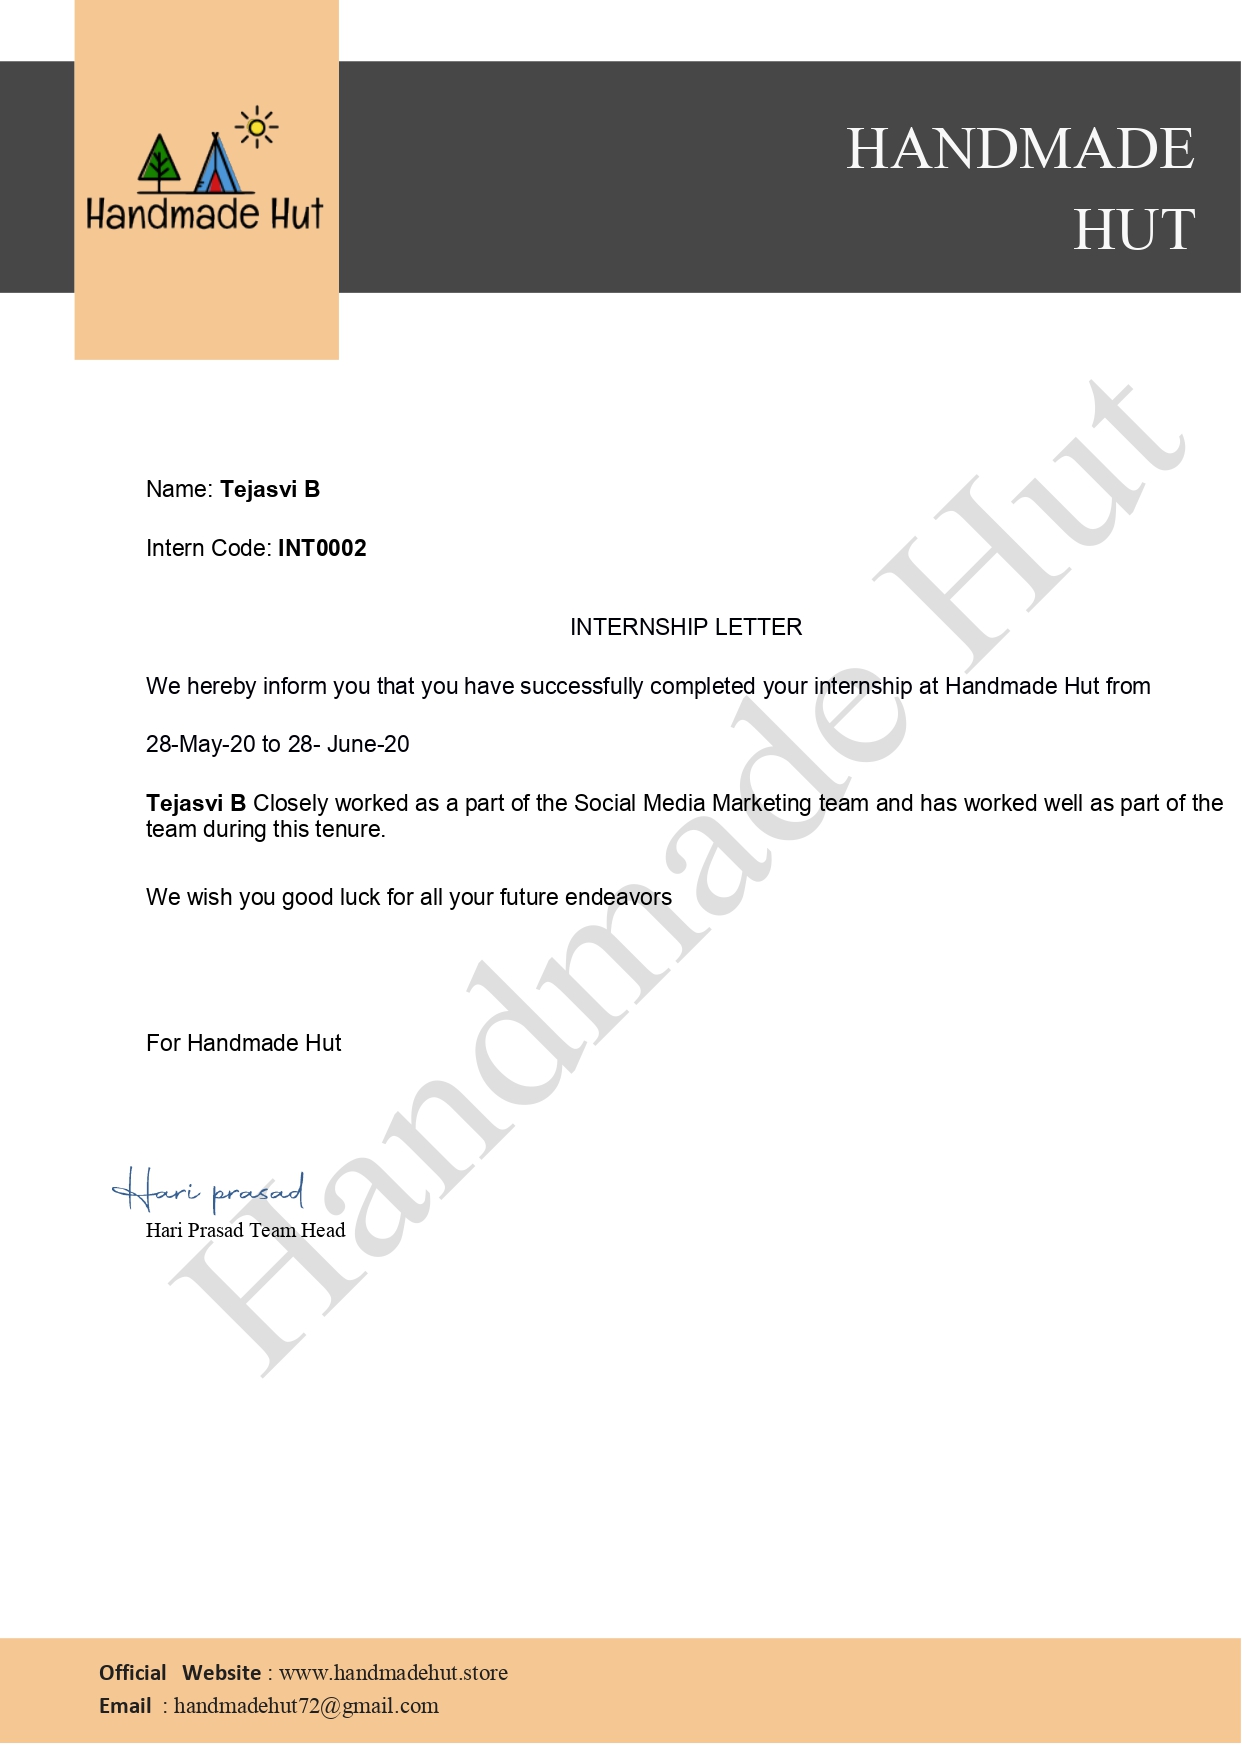 Handmade Hut
HANDMADE
HUT
Name: Tejasvi B
Intern Code: INT0002
INTERNSHIP LETTER
We hereby inform you that you have successfully completed your internship at Handmade Hut from
28-May-20 to 28- June-20
Tejasvi B Closely worked as a part of the Social Media Marketing team and has worked well as part of the
team during this tenure.
We wish you good luck for all your future endeavors
For Handmade Hut
Hari prasad
Hari Prasad Team Head
Handmade Hut
Official Website : www.handmadehut.store
Email : handmadehut72@gmail.com